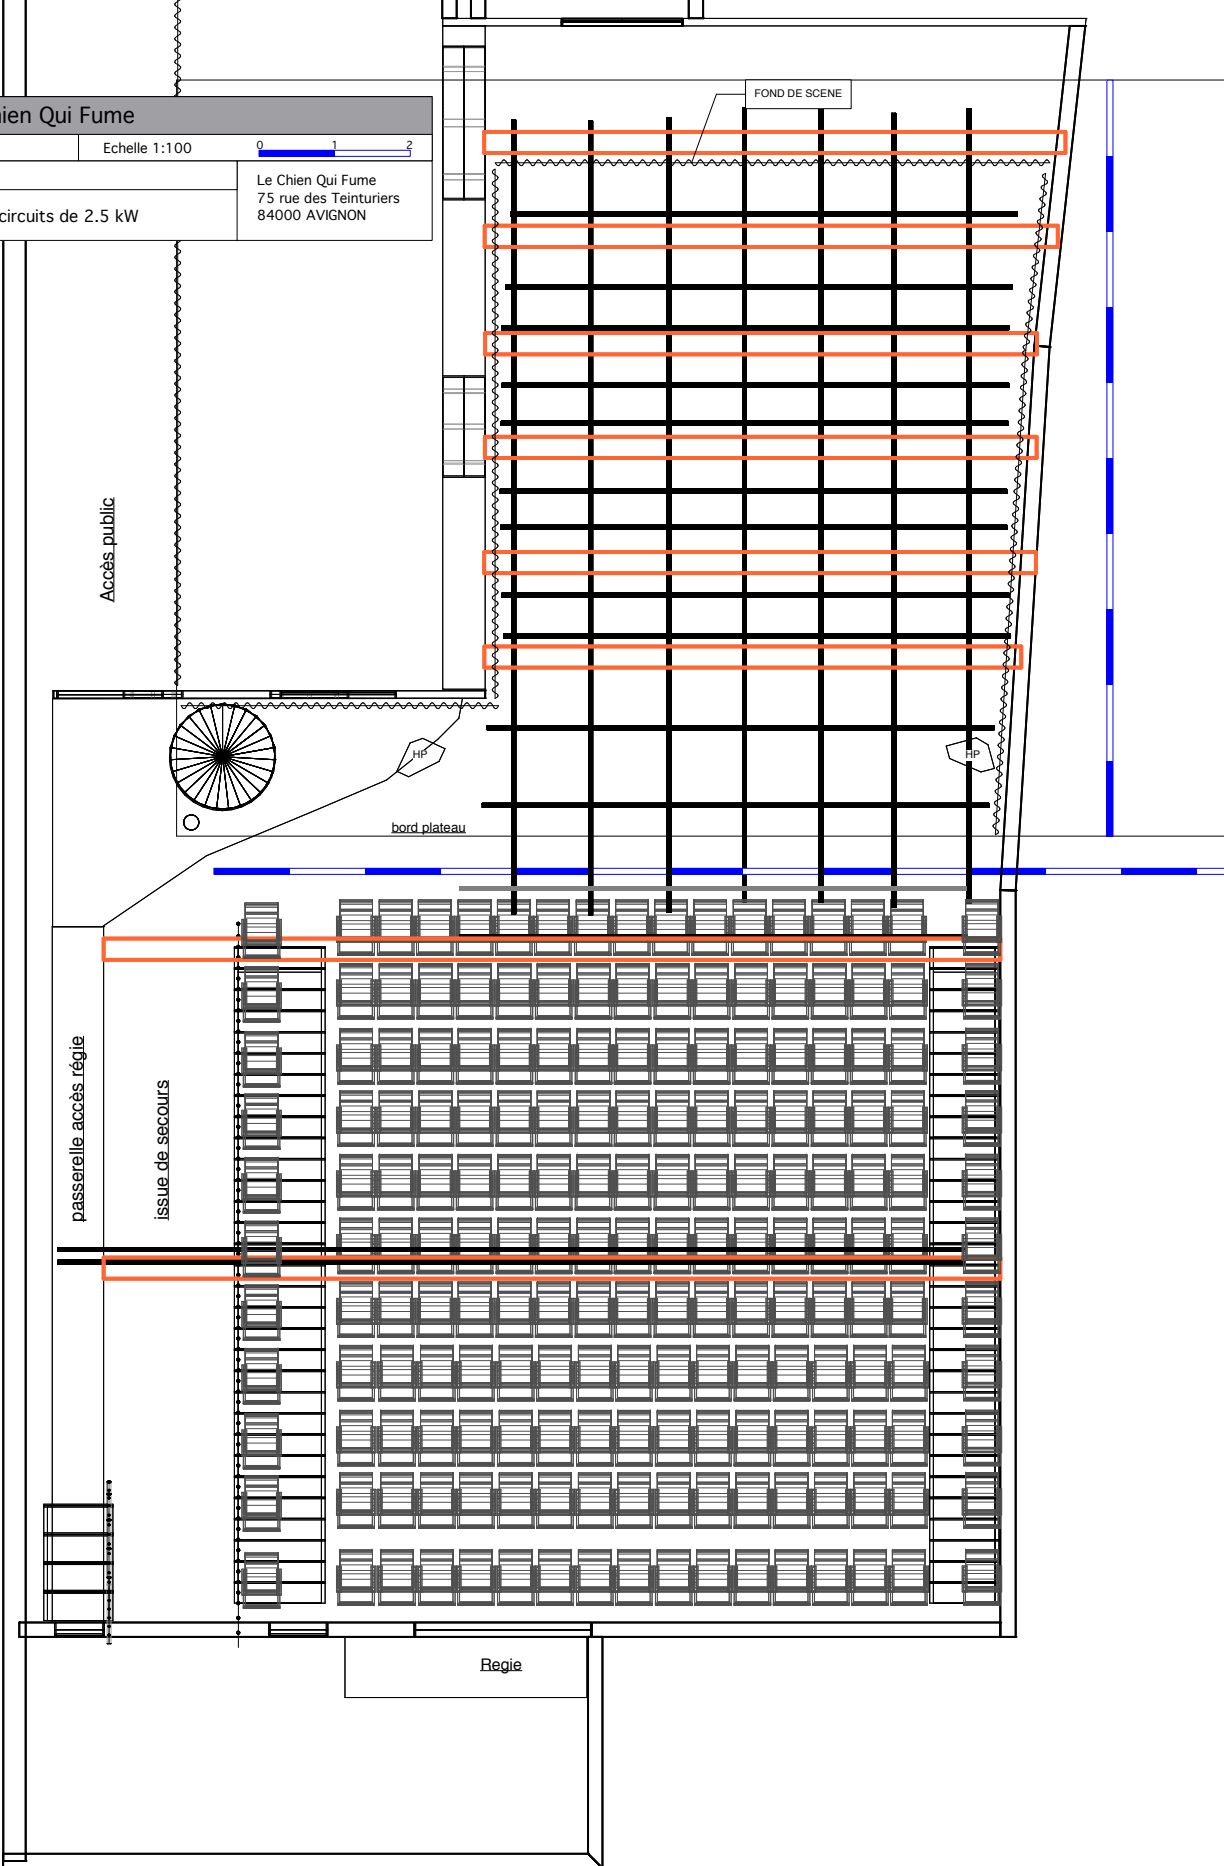 FOND DE SCENE
ien Qui Fume
Echelle 1:100
0 1 2
Le Chien Qui Fume
75 rue des Teinturiers
84000 AVIGNON
circuits de 2.5 kW
Accès public
HP
HP
bord plateau
passerelle accès régie
issue de secours
Regie